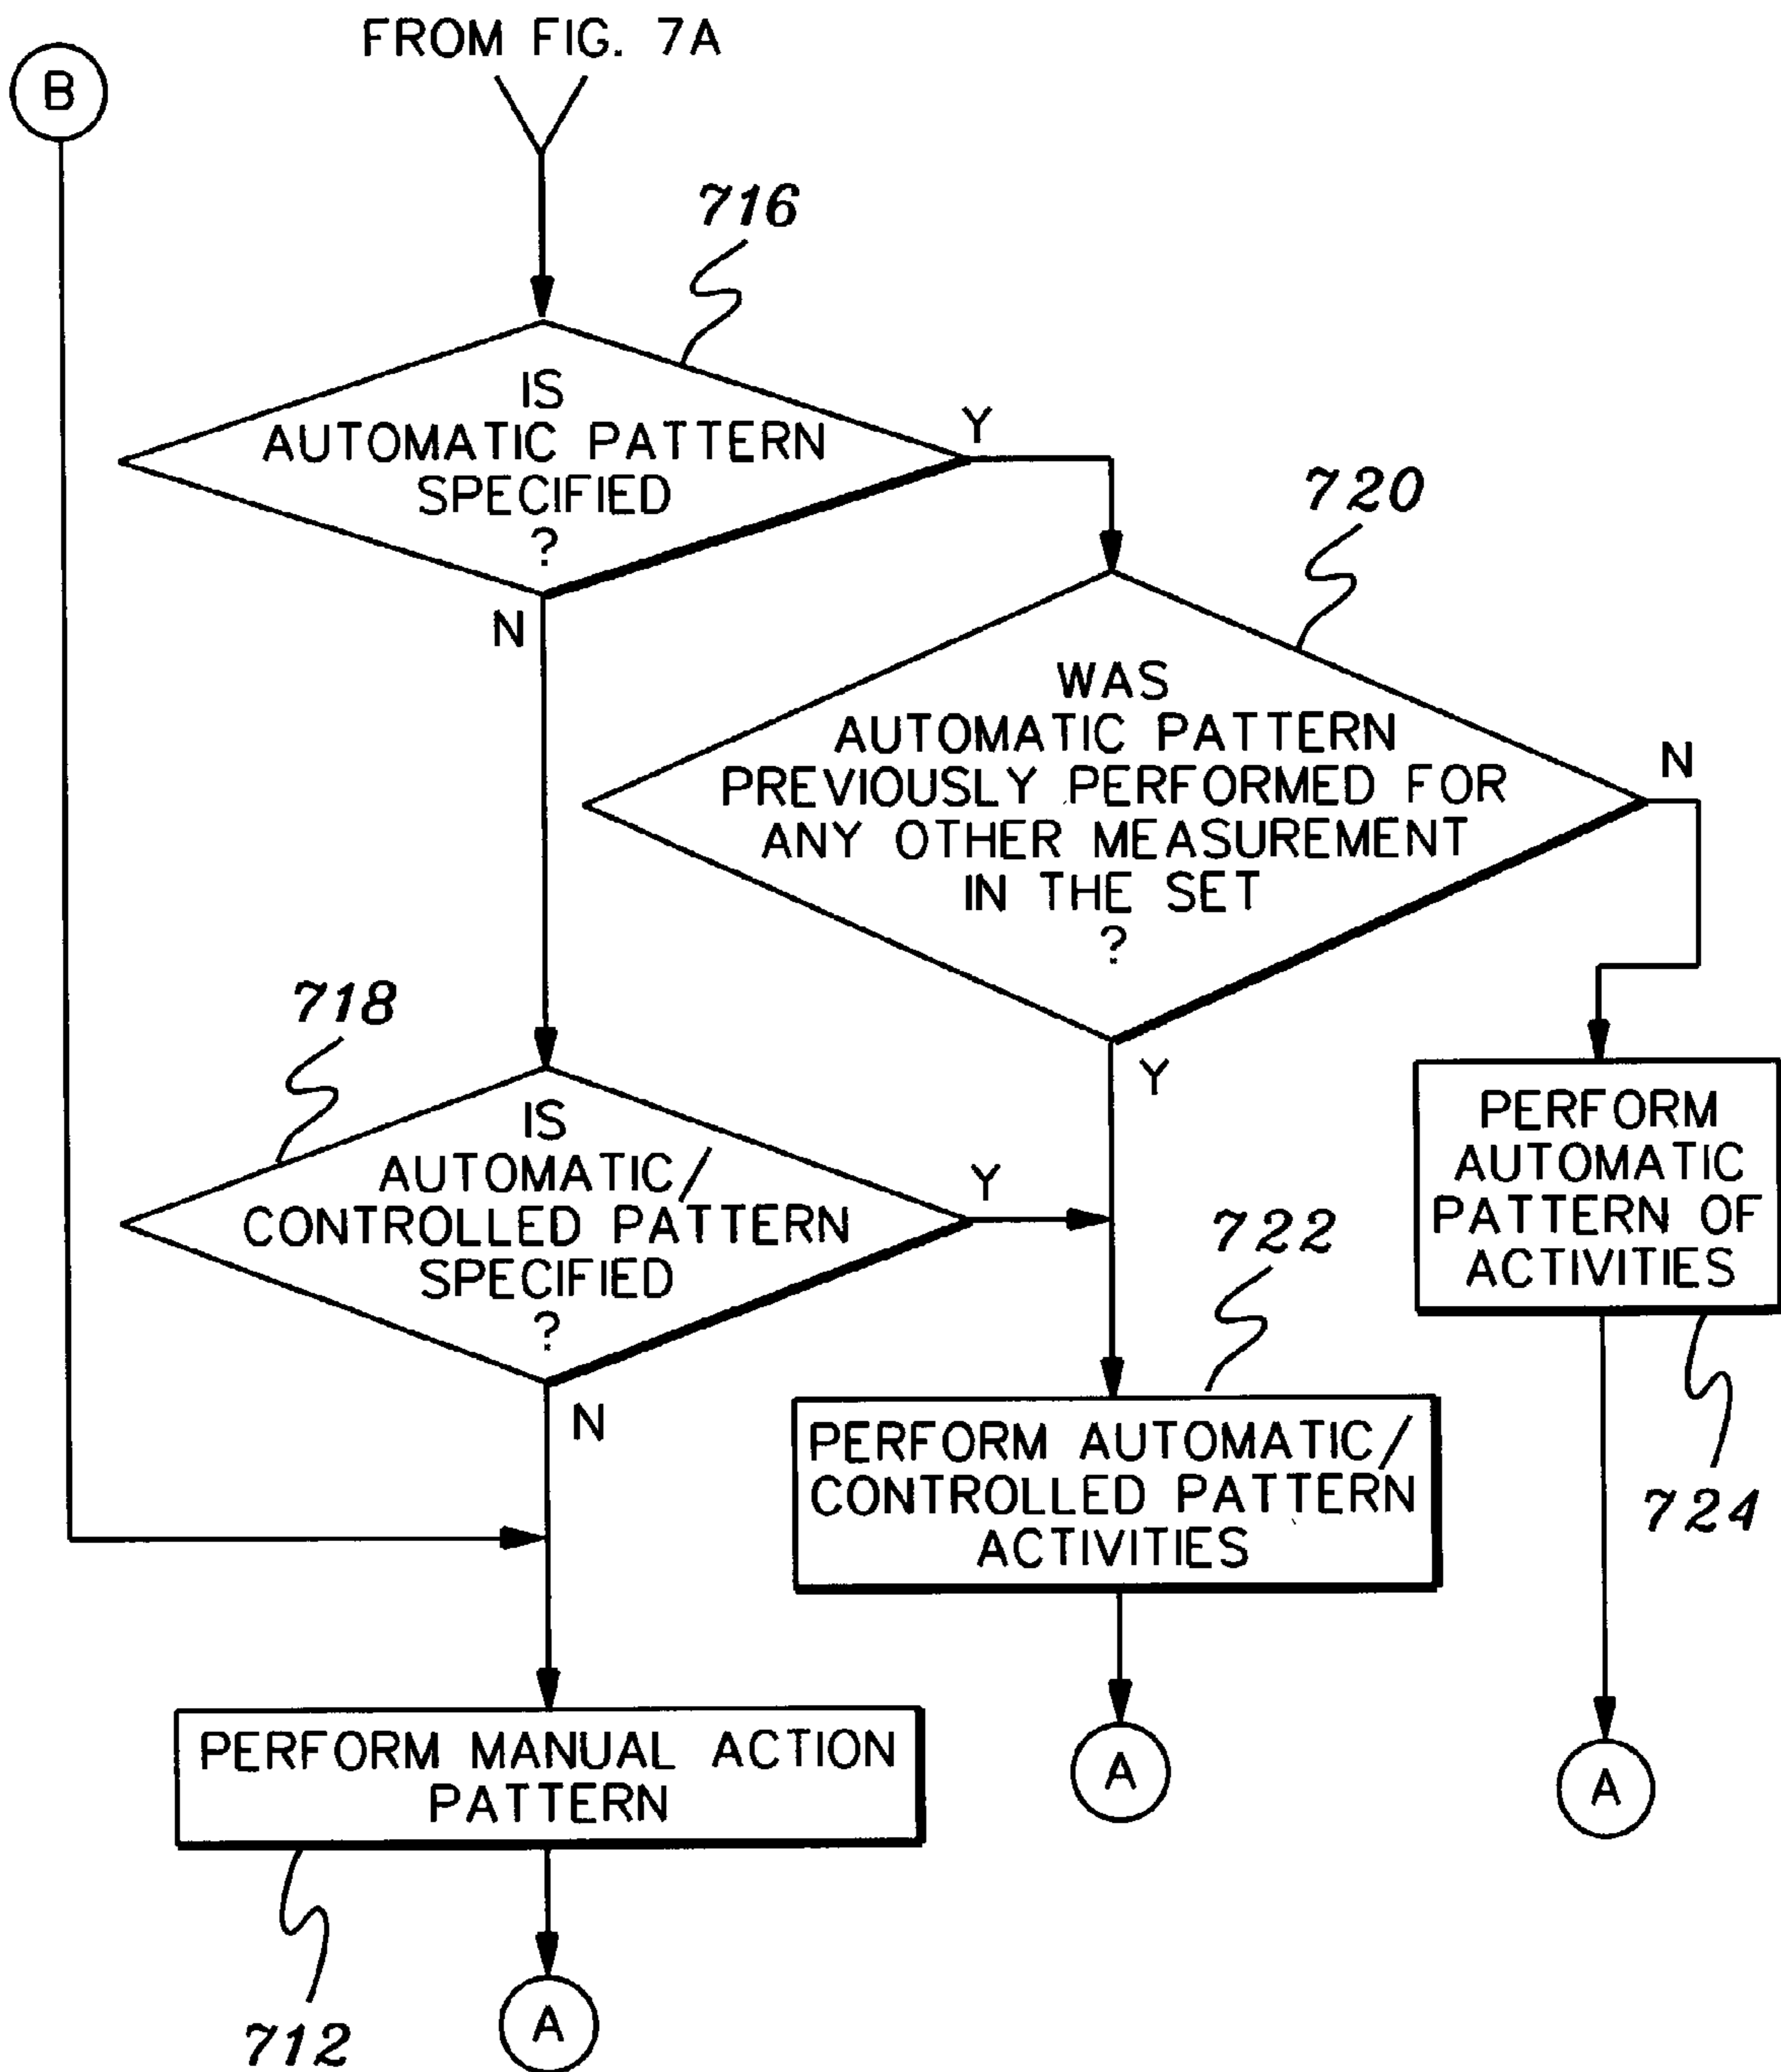 FROM FIG. 7A
B
716
IS
AUTOMATIC PATTERN
SPECIFIED
?
Y
N
720
WAS
AUTOMATIC PATTERN
PREVIOUSLY PERFORMED FOR
ANY OTHER MEASUREMENT
IN THE SET
?
N
Y
718
IS
AUTOMATIC/
CONTROLLED PATTERN
SPECIFIED
?
Y
N
722
PERFORM AUTOMATIC/
CONTROLLED PATTERN
ACTIVITIES
A
PERFORM
AUTOMATIC
PATTERN OF
ACTIVITIES
724
A
PERFORM MANUAL ACTION
PATTERN
712
A